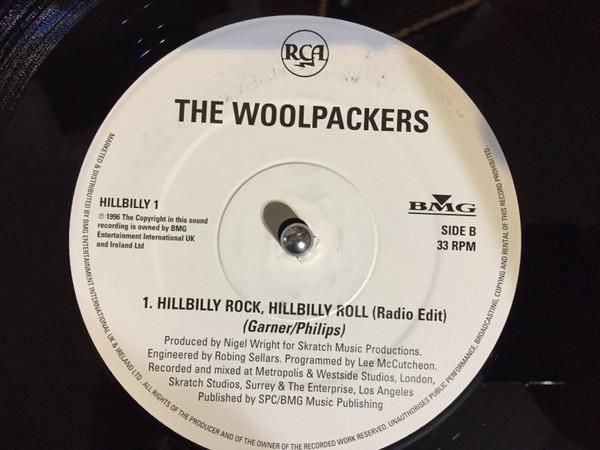 RCA
THE WOOLPACKERS
HILLBILLY 1
℗ 1996 The Copyright in this sound
recording is owned by BMG
Entertainment International UK
and Ireland Ltd
BMG
SIDE B
33 RPM
1. HILLBILLY ROCK, HILLBILLY ROLL (Radio Edit)
(Garner/Philips)
Produced by Nigel Wright for Skratch Music Productions.
Engineered by Robing Sellars. Programmed by Lee McCutcheon.
Recorded and mixed at Metropolis & Westside Studios, London,
Skratch Studios, Surrey & The Enterprise, Los Angeles
Published by SPC/BMG Music Publishing
MARKETED & DISTRIBUTED BY BMG ENTERTAINMENT INTERNATIONAL UK & IRELAND LTD. ALL RIGHTS OF THE PRODUCER AND OF THE OWNER OF THE RECORDED WORK RESERVED. UNAUTHORISED PUBLIC PERFORMANCE, BROADCASTING, COPYING AND RENTAL OF THIS RECORD PROHIBITED.